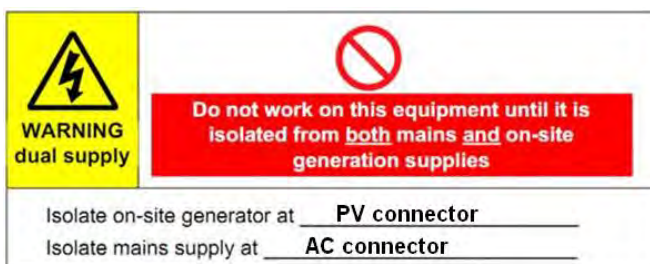 WARNING
dual supply
Do not work on this equipment until it is
isolated from both mains and on-site
generation supplies
Isolate on-site generator at PV connector
Isolate mains supply at AC connector